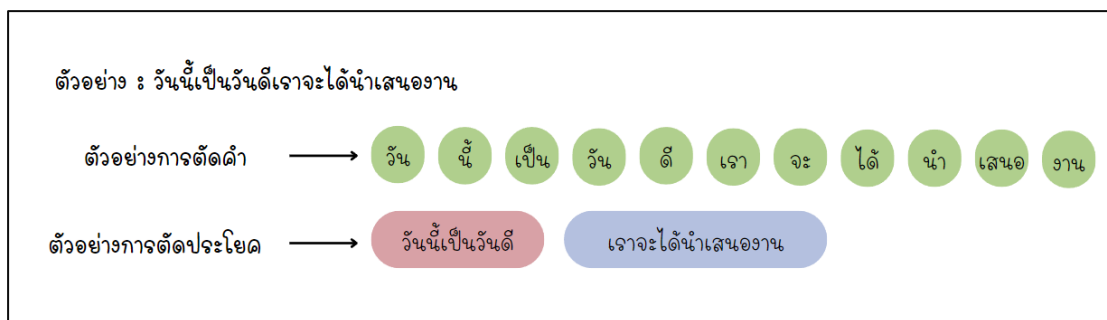 ตัวอย่าง : วันนี้เป็นวันดีเราจะได้นำเสนองาน
ตัวอย่างการตัดคำ วัน นี้ เป็น วัน ดี เรา จะ ได้ นำ เสนอ งาน
ตัวอย่างการตัดประโยค วันนี้เป็นวันดี เราจะได้นำเสนองาน